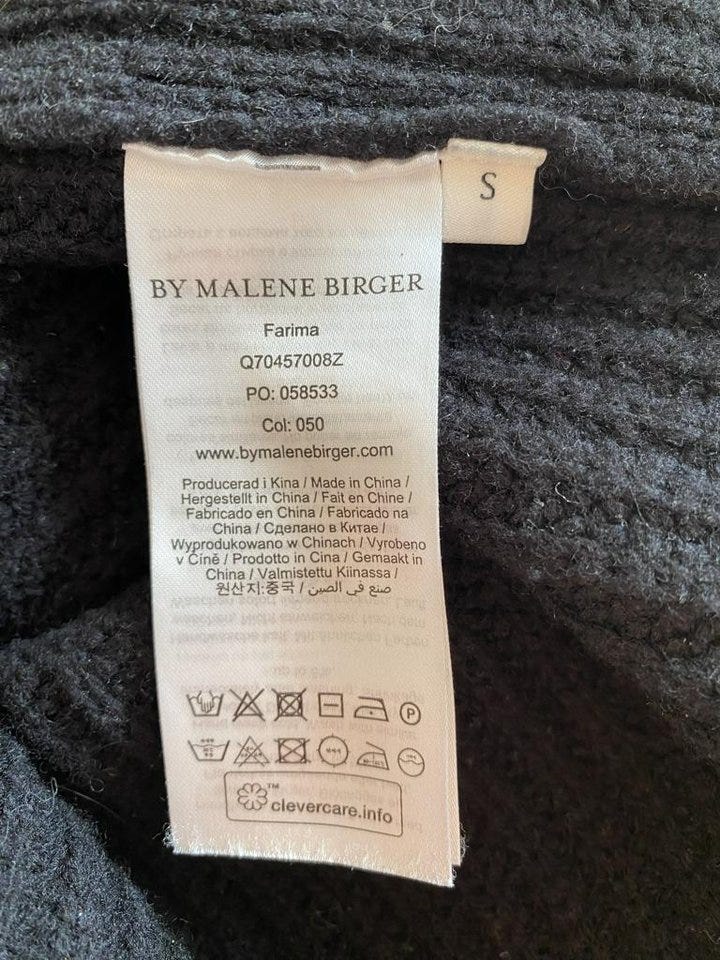 S
BY MALENE BIRGER
Farima
Q70457008Z
PO: 058533
Col: 050
www.bymalenebirger.com
Producerad i Kina / Made in China /
Hergestellt in China / Fait en Chine /
Fabricado en China / Fabricado na
China / Сделано в Китае /
Wyprodukowano w Chinach / Vyrobeno
v Číně / Prodotto in Cina / Gemaakt in
China / Valmistettu Kiinassa /
원산지:중국 / صنع في الصين
P
™
clevercare.info